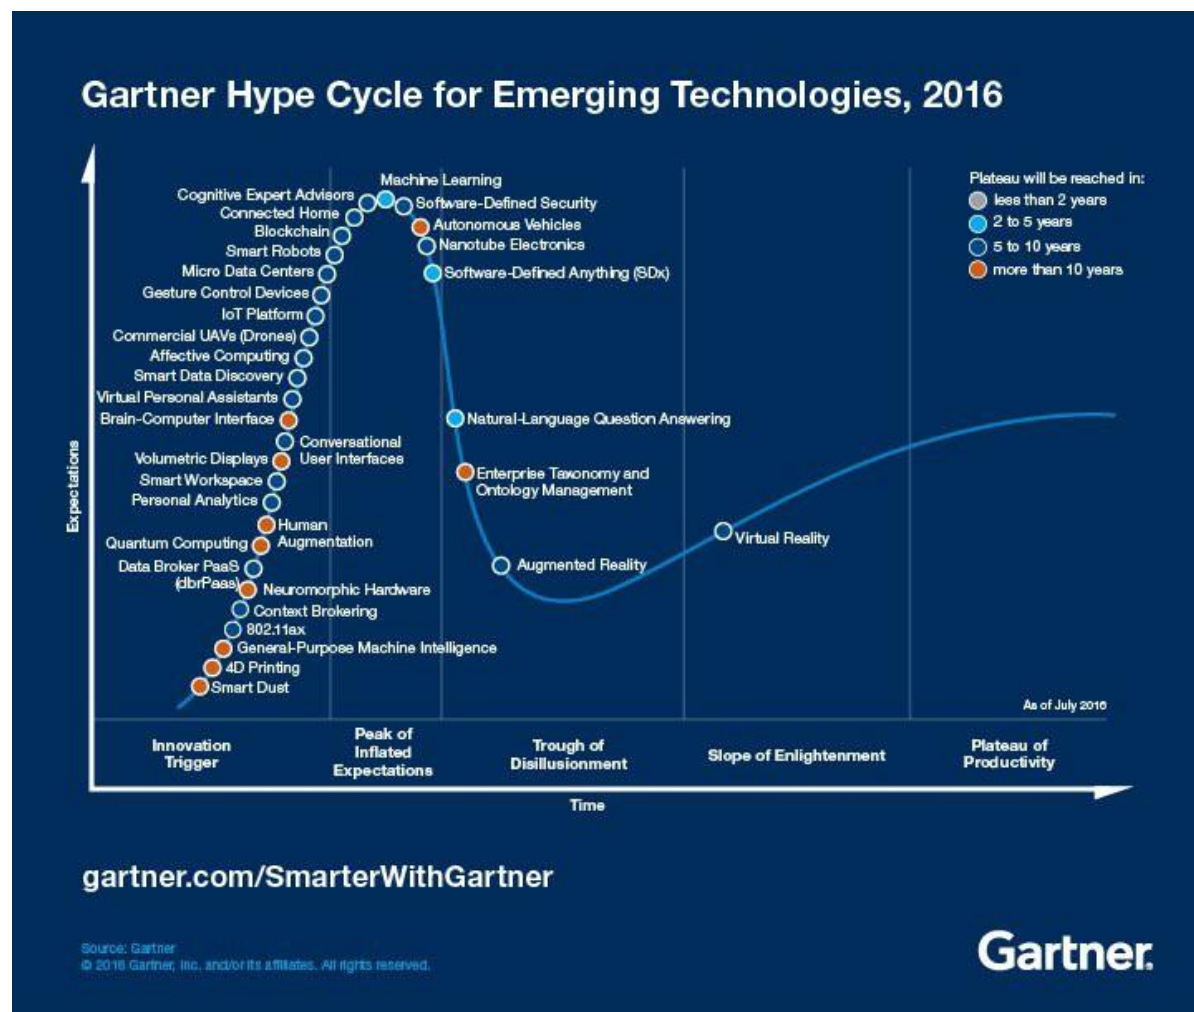 Gartner Hype Cycle for Emerging Technologies, 2016
Plateau will be reached in:
less than 2 years
2 to 5 years
5 to 10 years
more than 10 years
Expectations
Machine Learning
Cognitive Expert Advisors
Software-Defined Security
Connected Home
Autonomous Vehicles
Blockchain
Nanotube Electronics
Smart Robots
Micro Data Centers
Software-Defined Anything (SDx)
Gesture Control Devices
IoT Platform
Commercial UAVs (Drones)
Affective Computing
Smart Data Discovery
Virtual Personal Assistants
Brain-Computer Interface
Natural-Language Question Answering
Conversational
User Interfaces
Volumetric Displays
Enterprise Taxonomy and
Ontology Management
Smart Workspace
Personal Analytics
Human
Augmentation
Quantum Computing
Virtual Reality
Data Broker PaaS
(dbrPaas)
Augmented Reality
Neuromorphic Hardware
Context Brokering
802.11ax
General-Purpose Machine Intelligence
4D Printing
Smart Dust
As of July 2016
Innovation
Trigger
Peak of
Inflated
Expectations
Trough of
Disillusionment
Slope of Enlightenment
Plateau of
Productivity
Time
gartner.com/SmarterWithGartner
Source: Gartner
© 2016 Gartner, Inc. and/or its affiliates. All rights reserved.
Gartner.